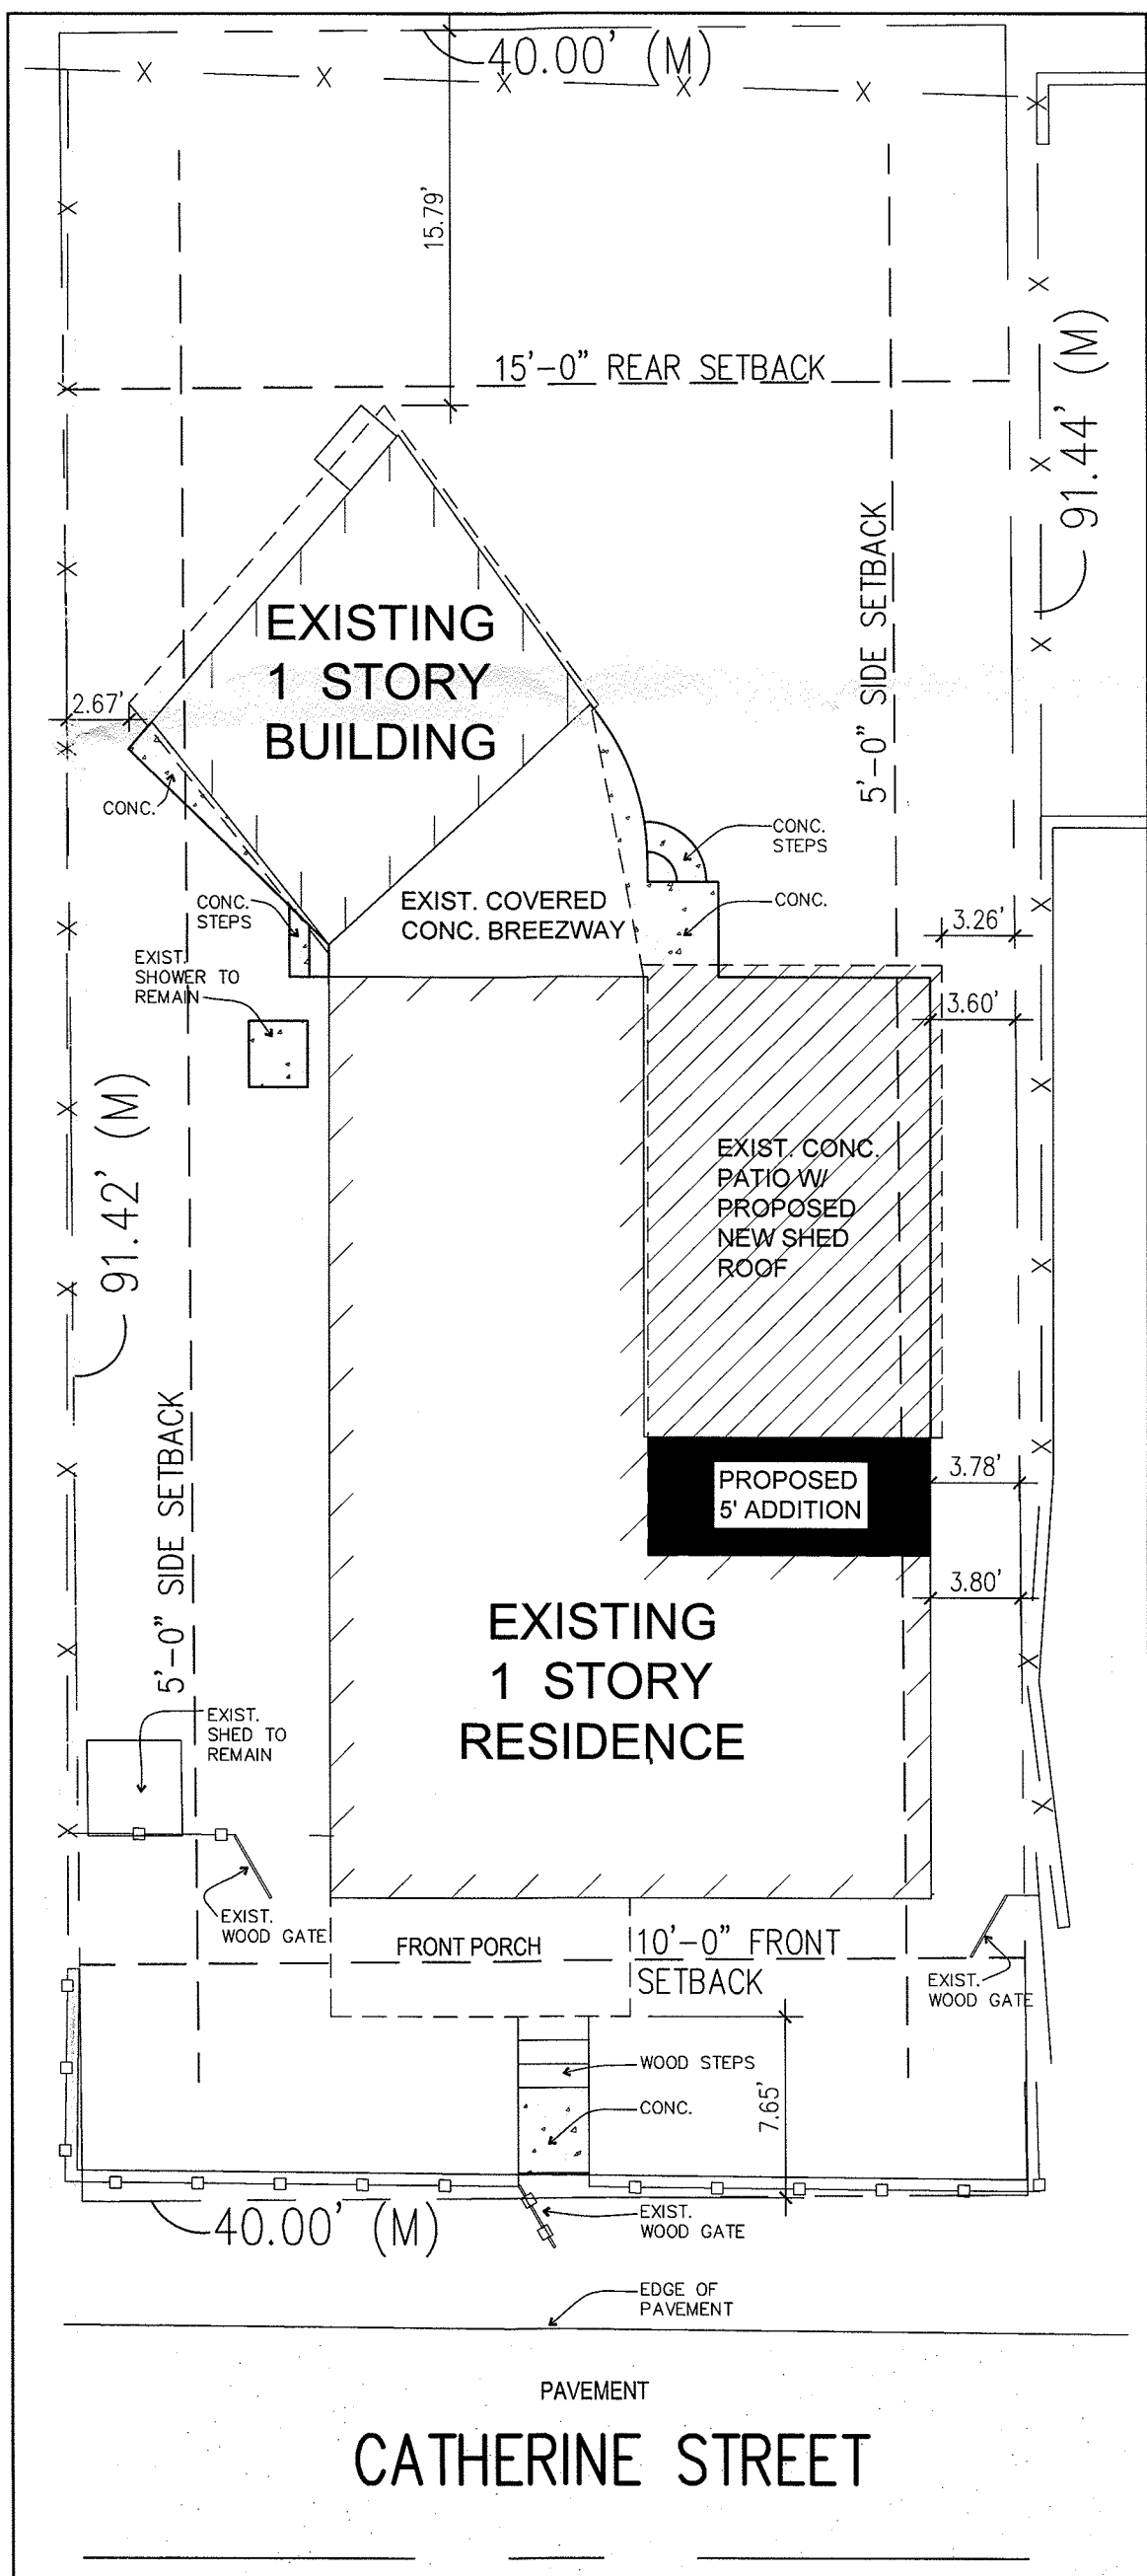 40.00' (M)
15.79'
15'-0" REAR SETBACK
91.44' (M)
5'-0" SIDE SETBACK
EXISTING
1 STORY
BUILDING
2.67'
CONC.
CONC.
STEPS
EXIST. COVERED
CONC. BREEZWAY
CONC.
STEPS
CONC.
EXIST.
SHOWER TO
REMAIN
3.26'
3.60'
91.42' (M)
EXIST. CONC.
PATIO W/
PROPOSED
NEW SHED
ROOF
5'-0" SIDE SETBACK
PROPOSED
5' ADDITION
3.78'
3.80'
EXISTING
1 STORY
RESIDENCE
EXIST.
SHED TO
REMAIN
EXIST.
WOOD GATE
FRONT PORCH
10'-0" FRONT
SETBACK
EXIST.
WOOD GATE
WOOD STEPS
CONC.
7.65'
40.00' (M)
EXIST.
WOOD GATE
EDGE OF
PAVEMENT
PAVEMENT
CATHERINE STREET